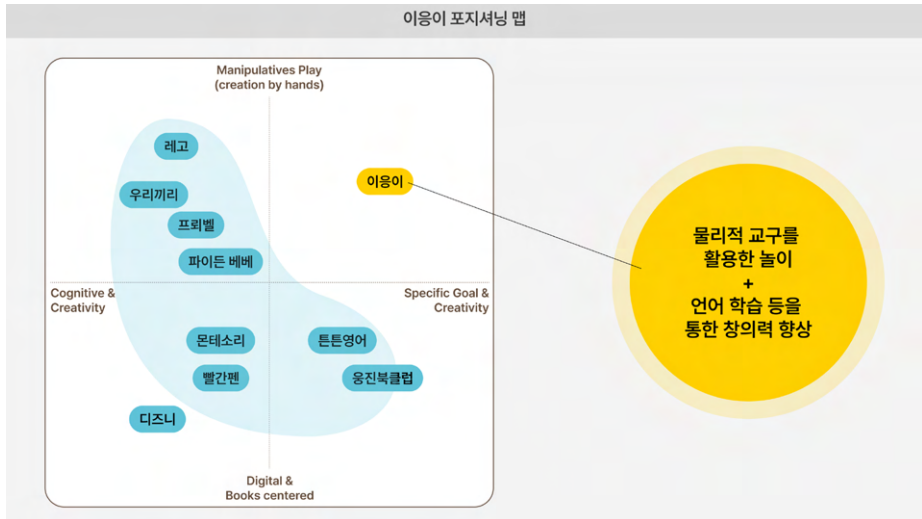 이응이 포지셔닝 맵
Manipulatives Play
(creation by hands)
레고
이응이
우리끼리
프뢰벨
파이든 베베
Cognitive &
Creativity
Specific Goal &
Creativity
몬테소리
튼튼영어
빨간펜
웅진북클럽
디즈니
Digital &
Books centered
물리적 교구를
활용한 놀이
+
언어 학습 등을
통한 창의력 향상